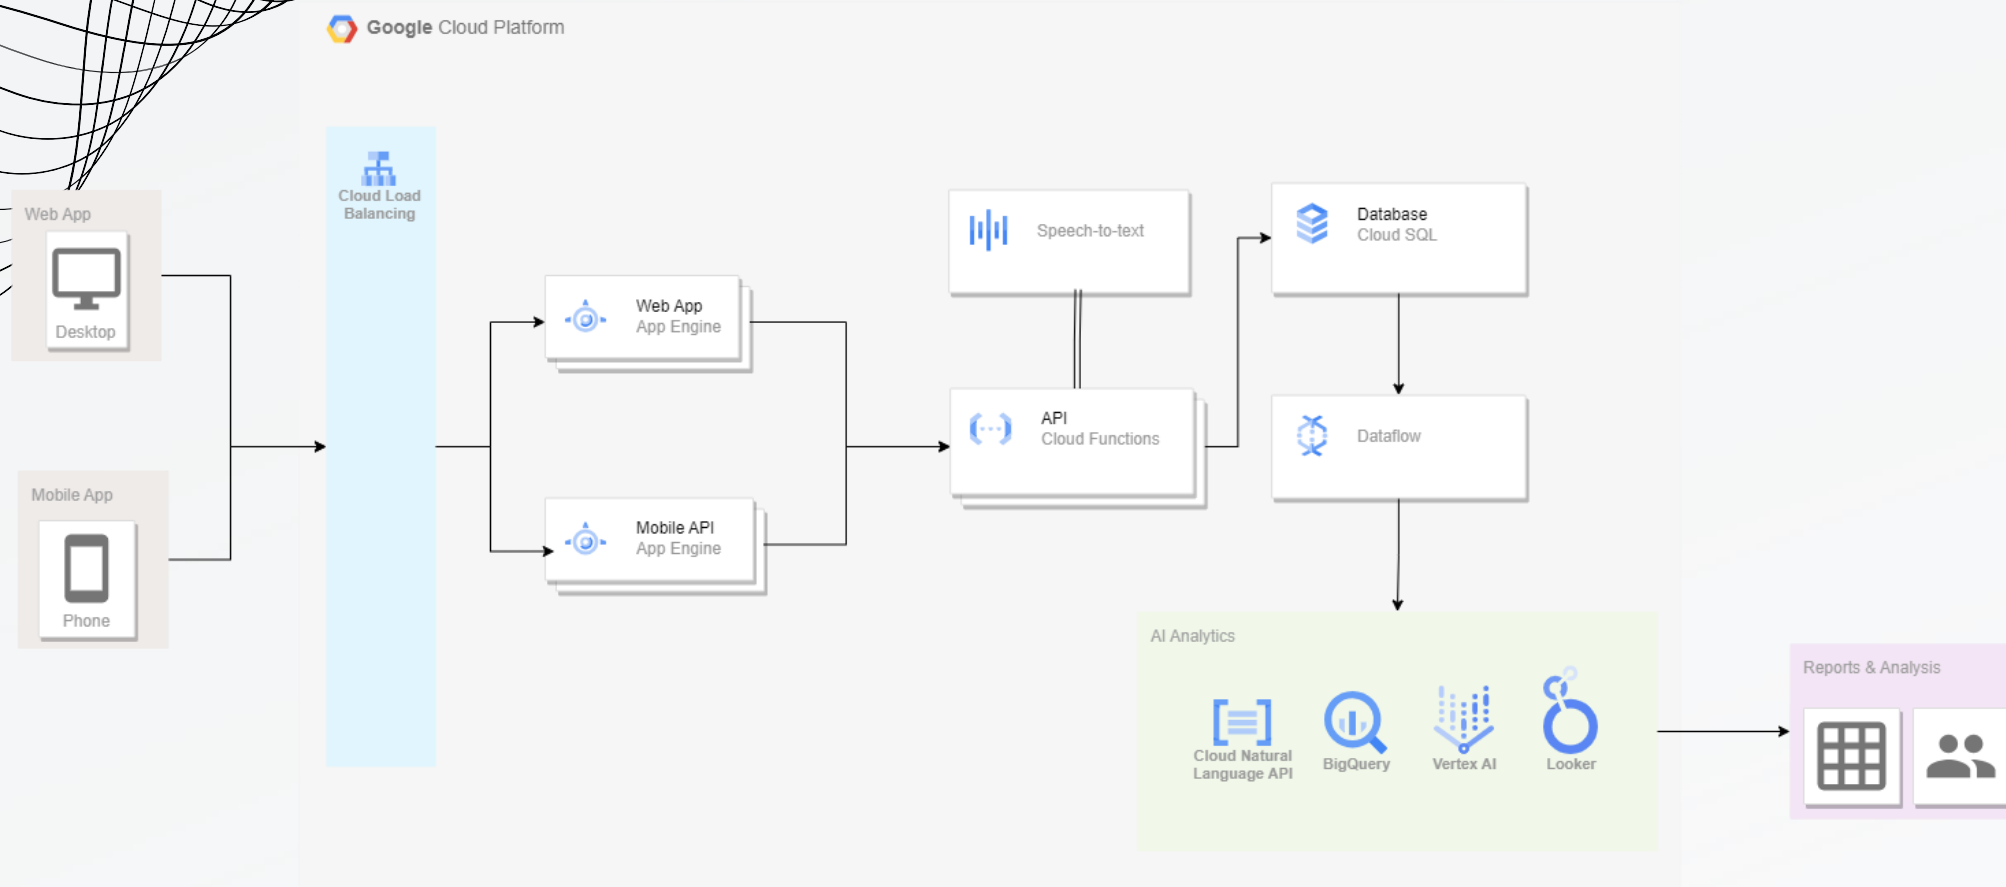 Google Cloud Platform
Web App
Desktop
Mobile App
Phone
Cloud Load
Balancing
Web App
App Engine
Mobile API
App Engine
Speech-to-text
API
Cloud Functions
Database
Cloud SQL
Dataflow
AI Analytics
Cloud Natural
Language API
BigQuery
Vertex AI
Looker
Reports & Analysis